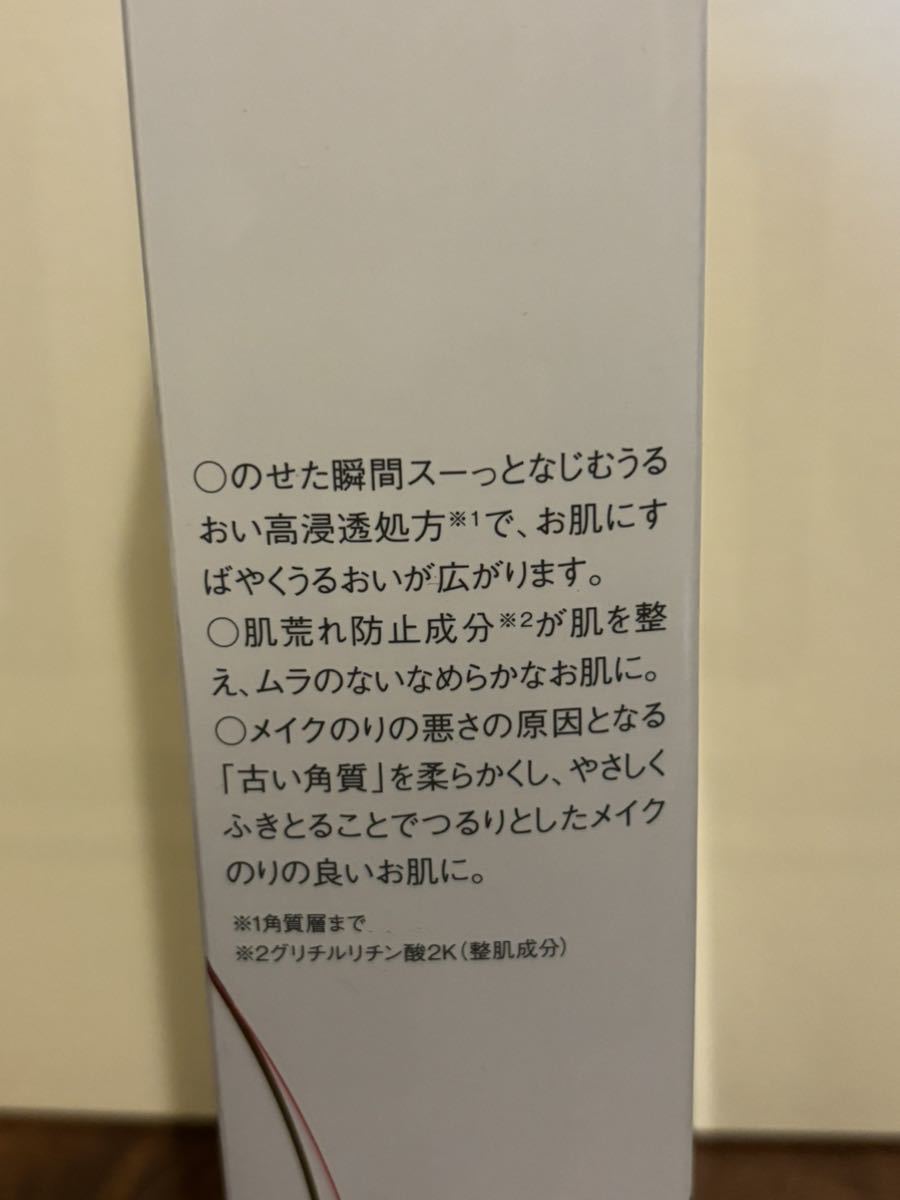 ○のせた瞬間スーっとなじむうる
おい高浸透処方※1で、お肌にす
ばやくうるおいが広がります。
○肌荒れ防止成分※2が肌を整
え、ムラのないなめらかなお肌に。
○メイクのりの悪さの原因となる
「古い角質」を柔らかくし、やさしく
ふきとることでつるりとしたメイク
のりの良いお肌に。
※1角質層まで
※2グリチルリチン酸2K（整肌成分）